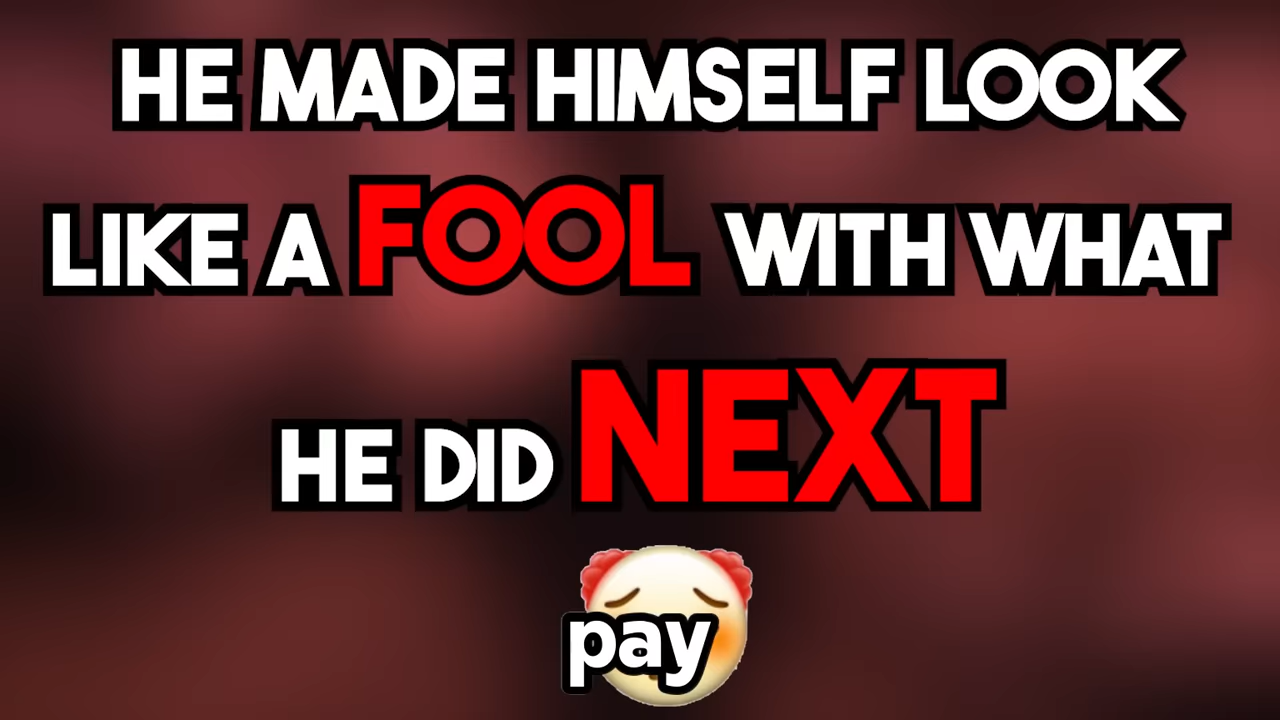 HE MADE HIMSELF LOOK
LIKE A FOOL WITH WHAT
HE DID NEXT
pay